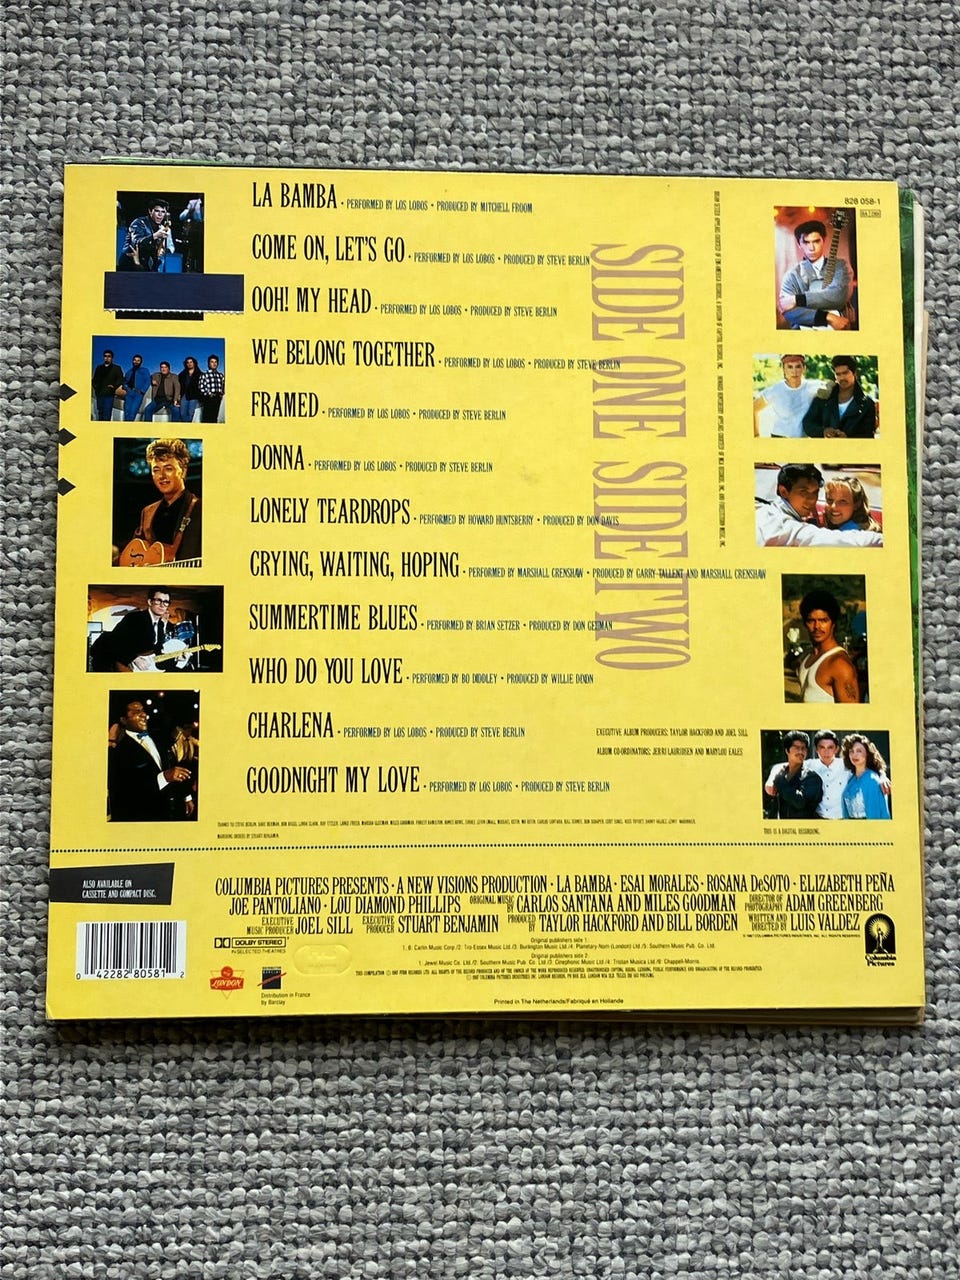 828 058-1
LA BAMBA • PERFORMED BY LOS LOBOS • PRODUCED BY MITCHELL FROOM
COME ON, LET'S GO • PERFORMED BY LOS LOBOS • PRODUCED BY STEVE BERLIN
OOH! MY HEAD • PERFORMED BY LOS LOBOS • PRODUCED BY STEVE BERLIN
WE BELONG TOGETHER • PERFORMED BY LOS LOBOS • PRODUCED BY STEVE BERLIN
FRAMED • PERFORMED BY LOS LOBOS • PRODUCED BY STEVE BERLIN
DONNA • PERFORMED BY LOS LOBOS • PRODUCED BY STEVE BERLIN
LONELY TEARDROPS • PERFORMED BY HOWARD HUNTSBERRY • PRODUCED BY DON DAVIS
CRYING, WAITING, HOPING • PERFORMED BY MARSHALL CRENSHAW • PRODUCED BY GARRY TALLENT AND MARSHALL CRENSHAW
SUMMERTIME BLUES • PERFORMED BY BRIAN SETZER • PRODUCED BY DON GEHMAN
WHO DO YOU LOVE • PERFORMED BY BO DIDDLEY • PRODUCED BY WILLIE DIXON
CHARLENA • PERFORMED BY LOS LOBOS • PRODUCED BY STEVE BERLIN
GOODNIGHT MY LOVE • PERFORMED BY LOS LOBOS • PRODUCED BY STEVE BERLIN
SIDE ONE SIDE TWO
EXECUTIVE ALBUM PRODUCERS: TAYLOR HACKFORD AND JOEL SILL
ALBUM CO-ORDINATORS: JERRI LAURIDSEN AND MARYLOU EALES
THIS IS A DIGITAL RECORDING.
ALSO AVAILABLE ON
CASSETTE AND COMPACT DISC.
COLUMBIA PICTURES PRESENTS • A NEW VISIONS PRODUCTION • LA BAMBA • ESAI MORALES • ROSANA DeSOTO • ELIZABETH PEÑA
JOE PANTOLIANO • LOU DIAMOND PHILLIPS ORIGINAL MUSIC BY CARLOS SANTANA AND MILES GOODMAN DIRECTOR OF PHOTOGRAPHY ADAM GREENBERG
EXECUTIVE MUSIC PRODUCER JOEL SILL EXECUTIVE PRODUCER STUART BENJAMIN PRODUCED BY TAYLOR HACKFORD AND BILL BORDEN WRITTEN AND DIRECTED BY LUIS VALDEZ
DOLBY STEREO
IN SELECTED THEATRES
Original publishers side 1
Original publishers side 2
0 42282 80581 2
LONDON
Distribution in France
by Barclay
Columbia
Pictures
Printed in The Netherlands/Fabriqué en Hollande